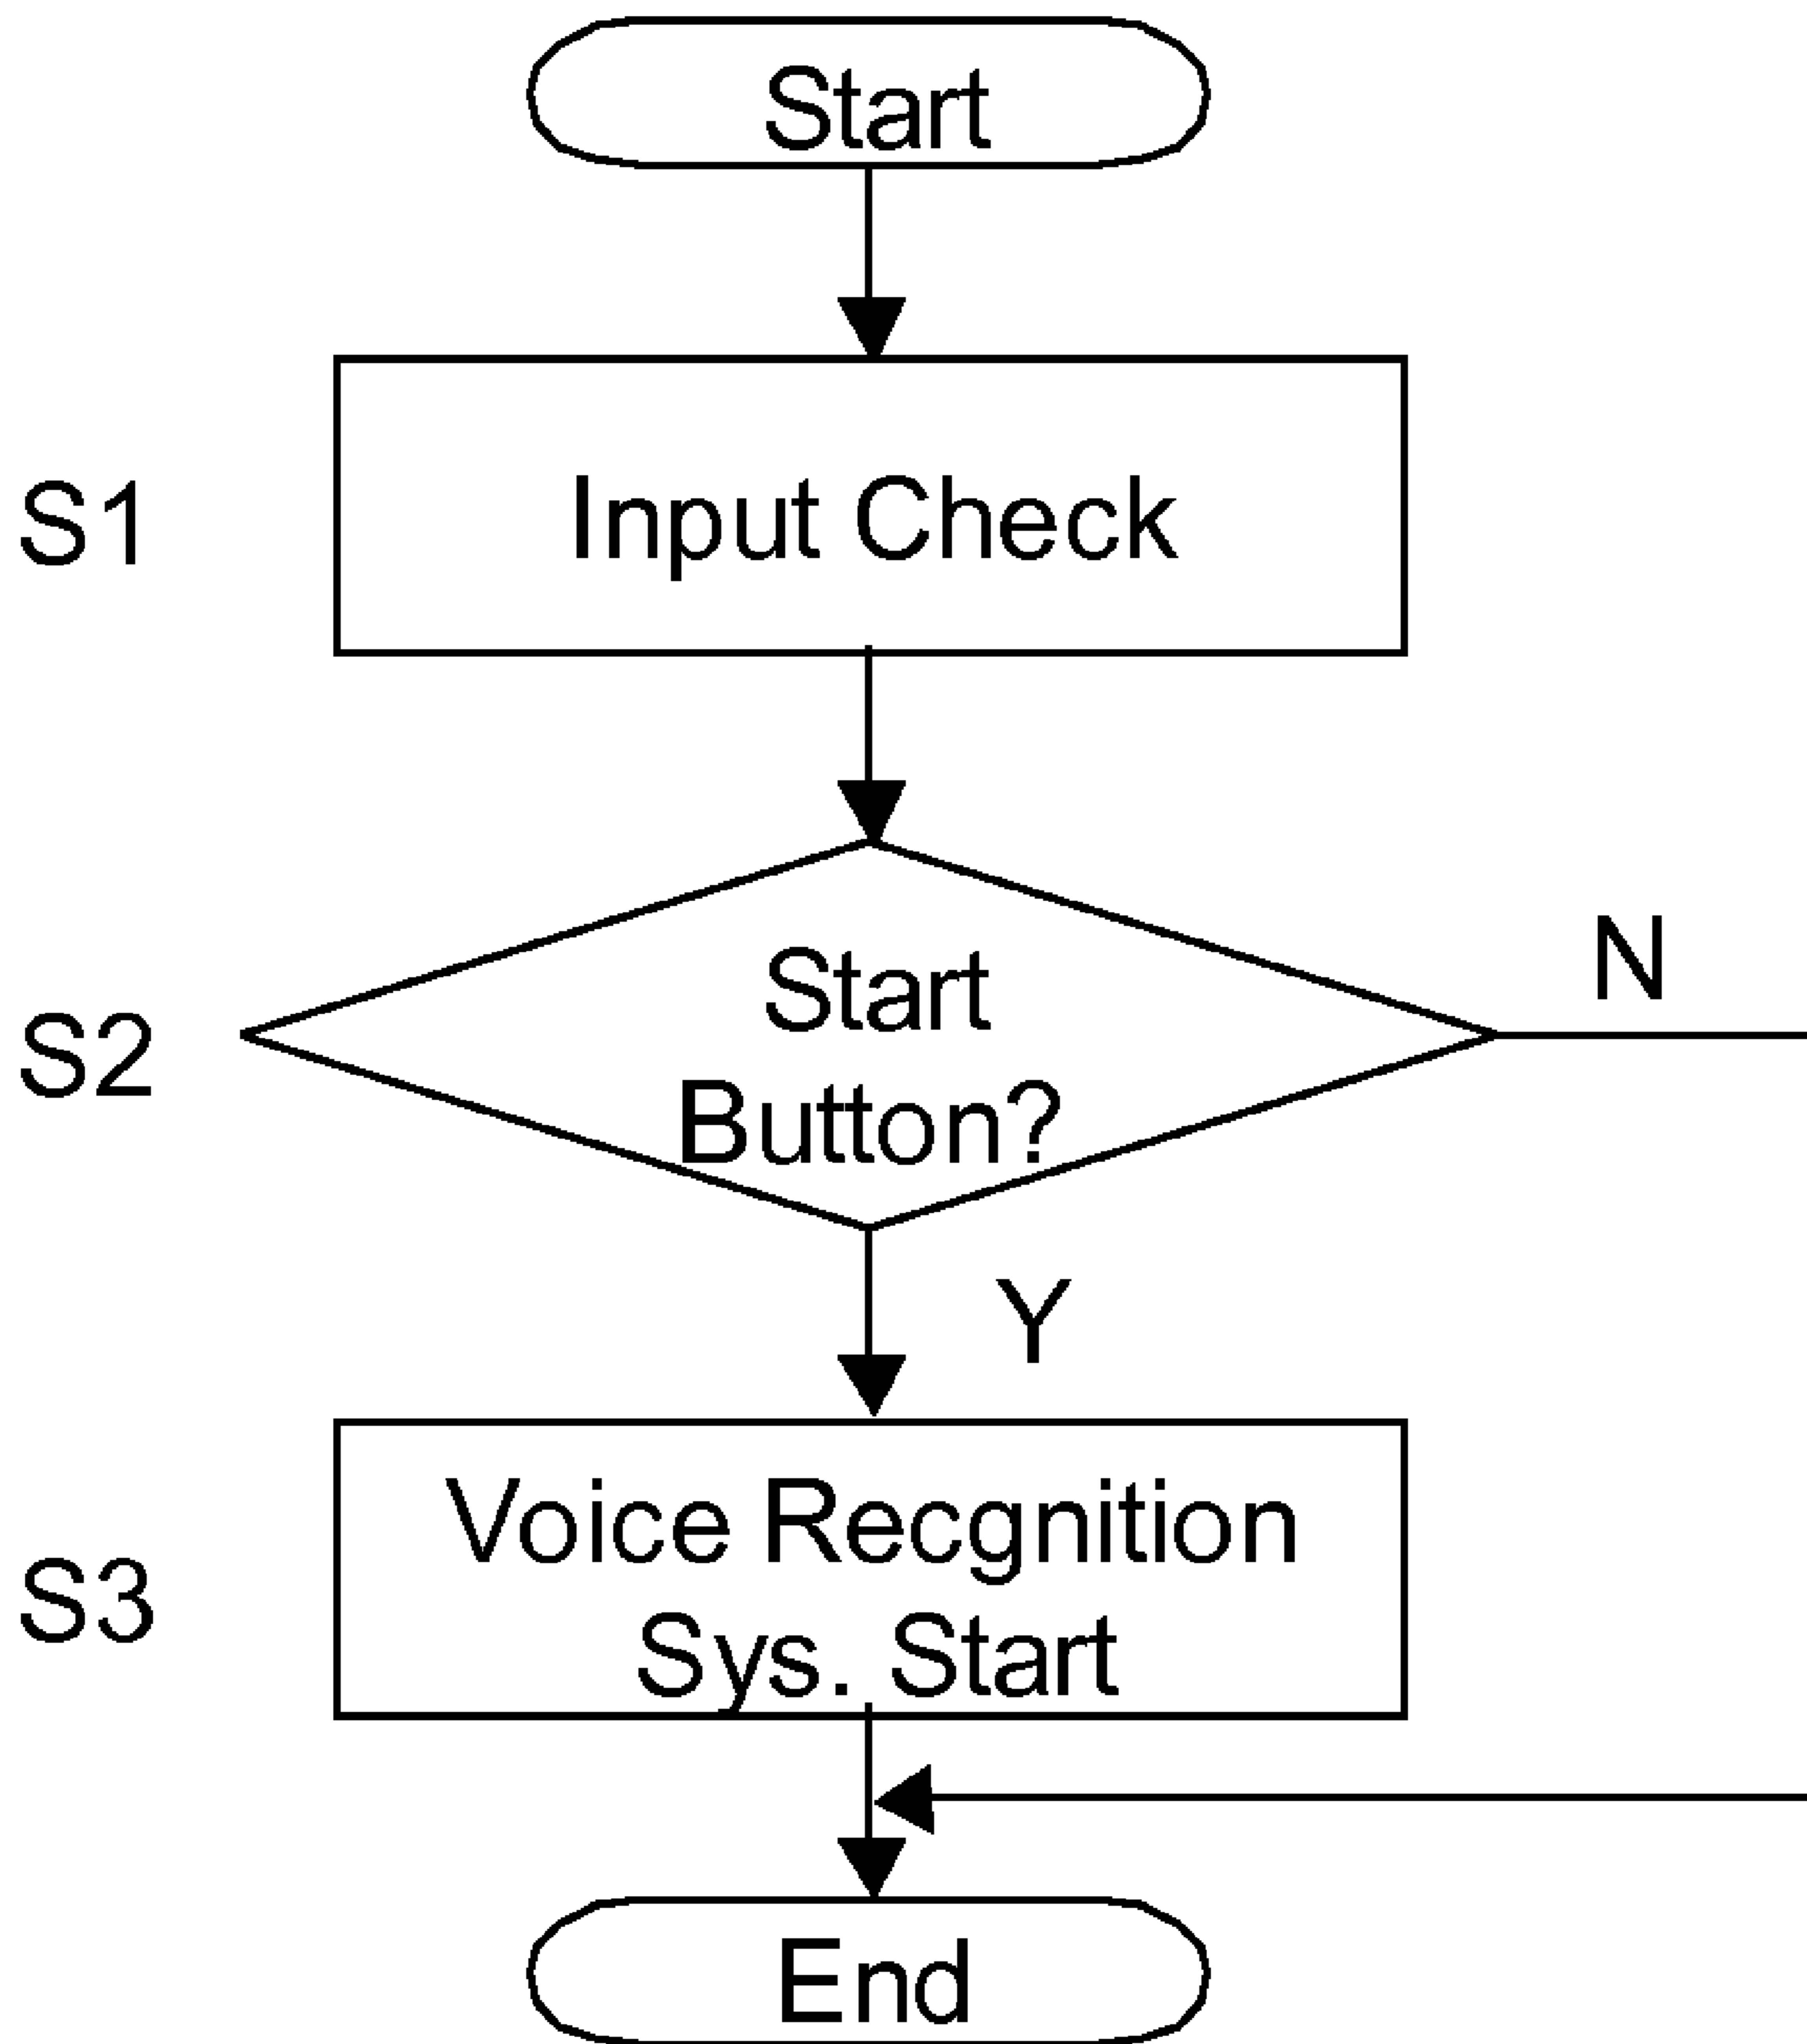 Start
S1
Input Check
S2
Start
Button?
N
Y
S3
Voice Recgnition
Sys. Start
End